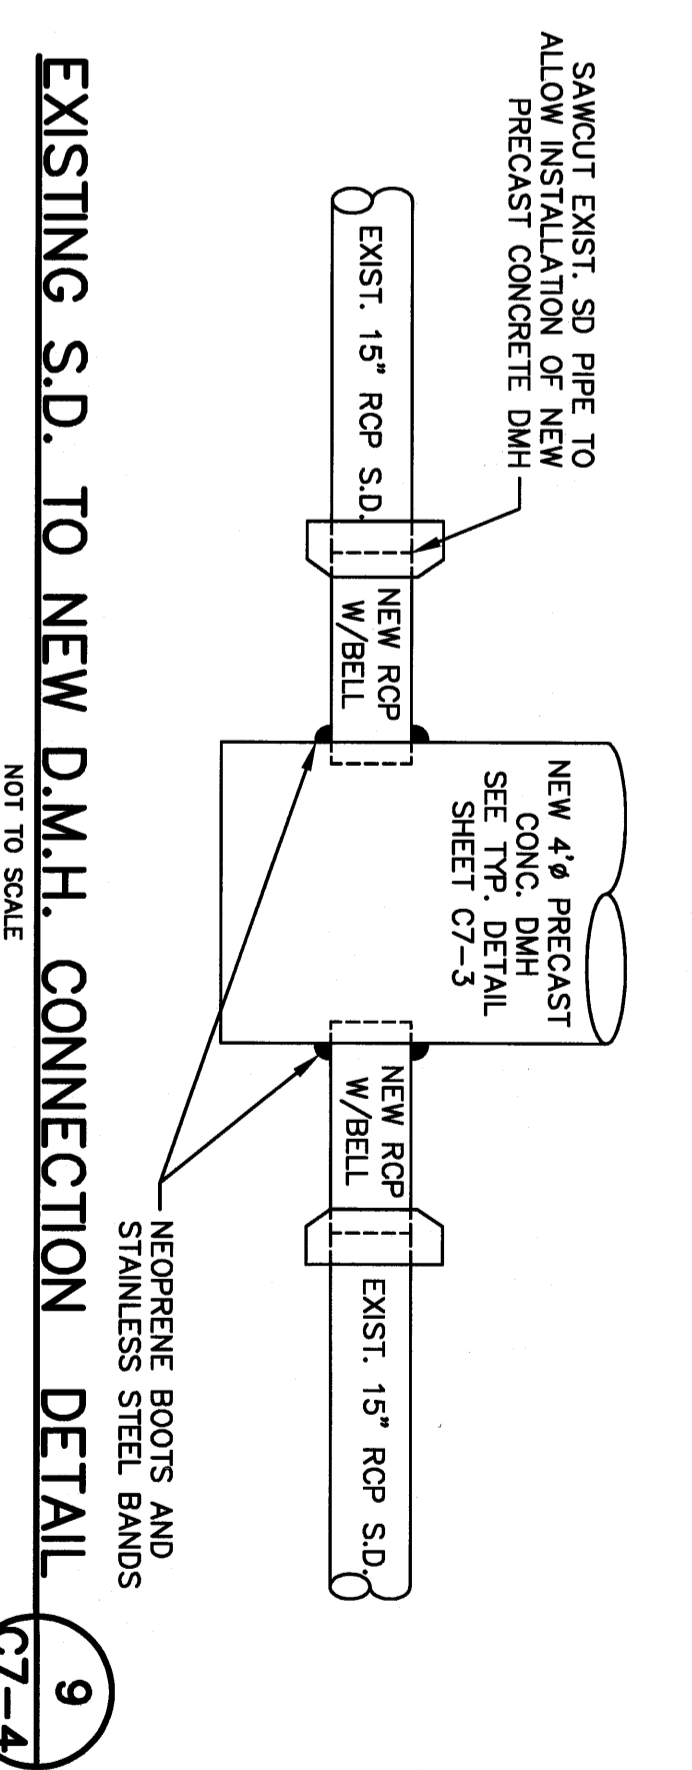 SAWCUT EXIST. SD PIPE TO
ALLOW INSTALLATION OF NEW
PRECAST CONCRETE DMH
NEW 4'ø PRECAST
CONC. DMH
SEE TYP. DETAIL
SHEET C7-3
EXIST. 15" RCP S.D.
NEW RCP
W/BELL
NEW RCP
W/BELL
EXIST. 15" RCP S.D.
NEOPRENE BOOTS AND
STAINLESS STEEL BANDS
EXISTING S.D. TO NEW D.M.H. CONNECTION DETAIL
NOT TO SCALE
9
C7-4